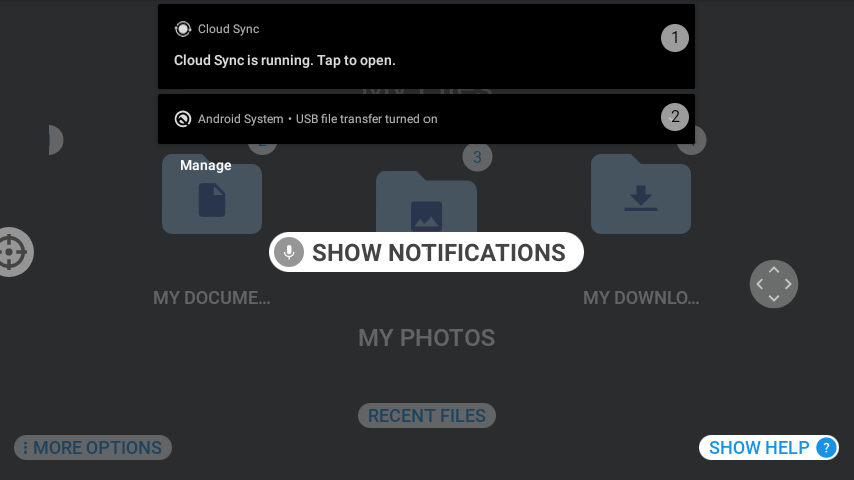 Cloud Sync
1
Cloud Sync is running. Tap to open.
Android System • USB file transfer turned on
2
Manage
3
SHOW NOTIFICATIONS
MY DOCUME...
MY DOWNLO...
MY PHOTOS
RECENT FILES
MORE OPTIONS
SHOW HELP ?